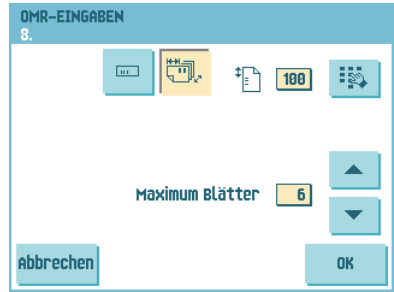 OMR-EINGABEN
8.
100
Maximum Blätter 6
Abbrechen OK